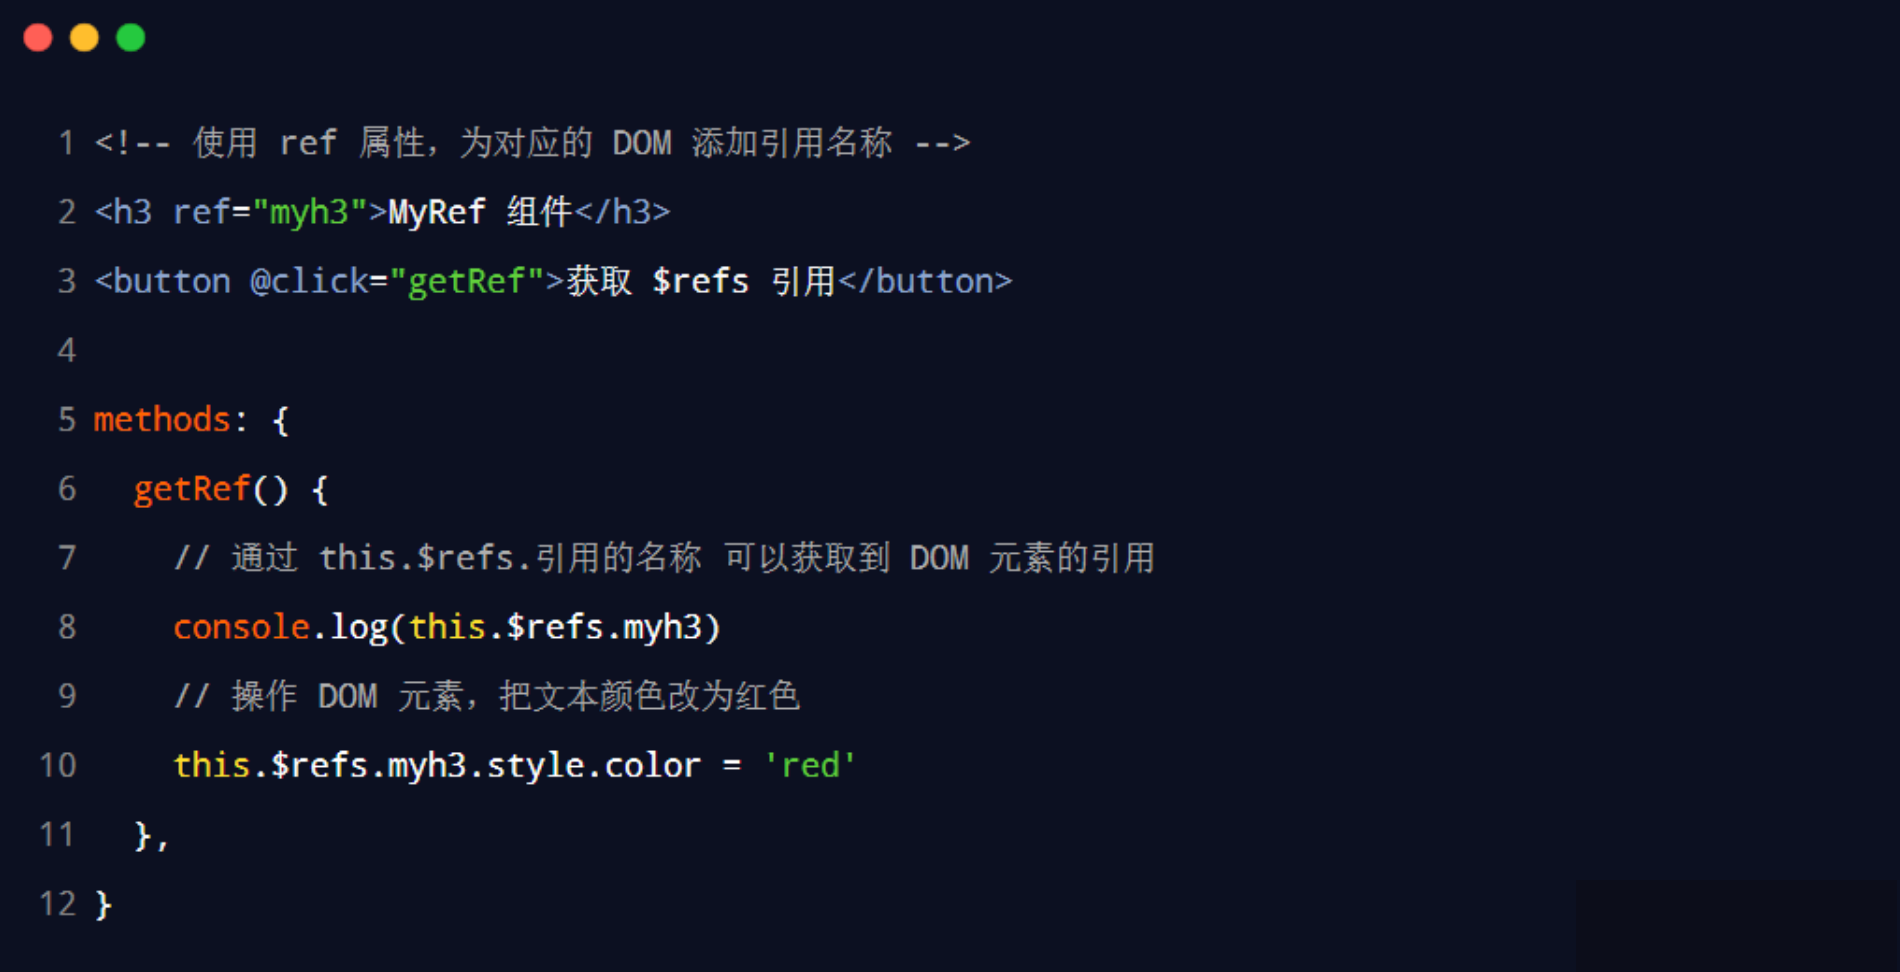 1 <!-- 使用 ref 属性，为对应的 DOM 添加引用名称 -->
2 <h3 ref="myh3">MyRef 组件</h3>
3 <button @click="getRef">获取 $refs 引用</button>
4
5 methods: {
6   getRef() {
7     // 通过 this.$refs.引用的名称 可以获取到 DOM 元素的引用
8     console.log(this.$refs.myh3)
9     // 操作 DOM 元素，把文本颜色改为红色
10     this.$refs.myh3.style.color = 'red'
11   },
12 }